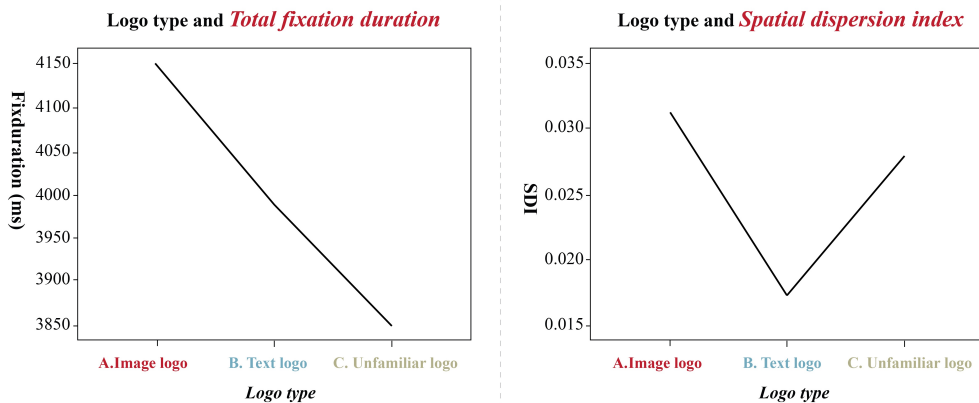 Logo type and Total fixation duration
Fixduration (ms)
4150
4100
4050
4000
3950
3900
3850
A.Image logo
B. Text logo
C. Unfamiliar logo
Logo type
Logo type and Spatial dispersion index
SDI
0.035
0.030
0.025
0.020
0.015
A.Image logo
B. Text logo
C. Unfamiliar logo
Logo type